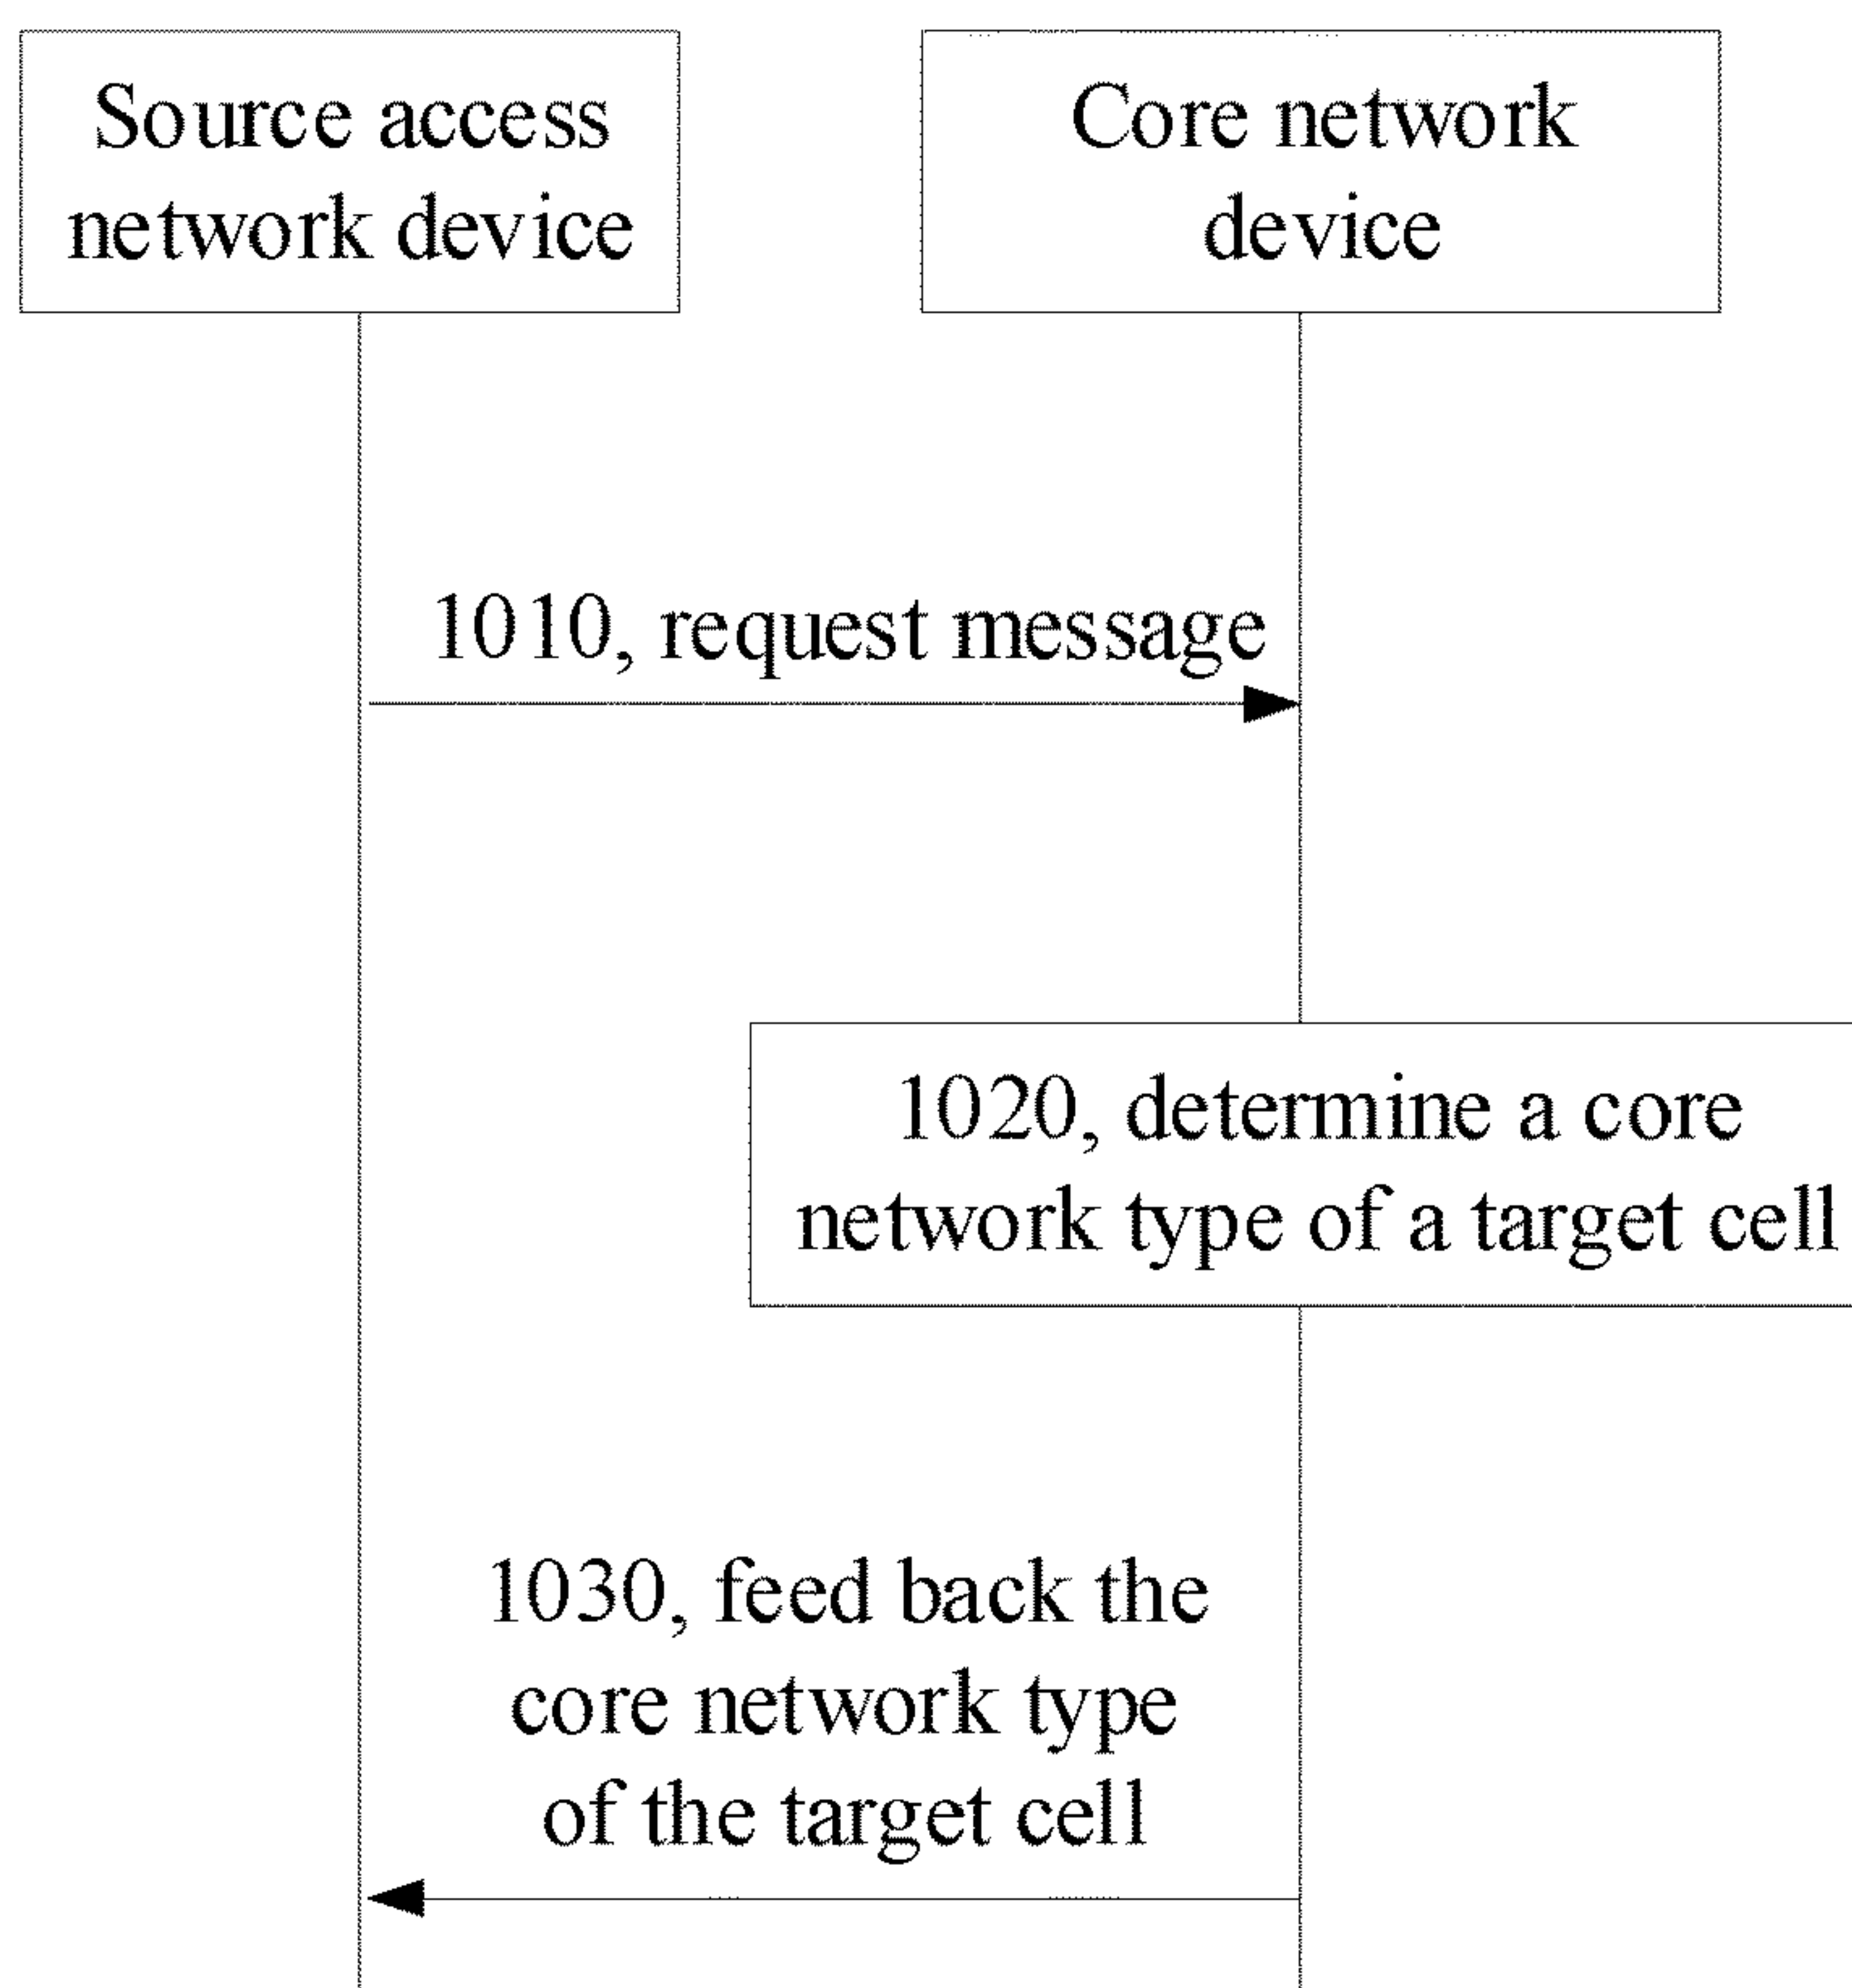 Source access
network device
Core network
device
1010, request message
1020, determine a core
network type of a target cell
1030, feed back the
core network type
of the target cell